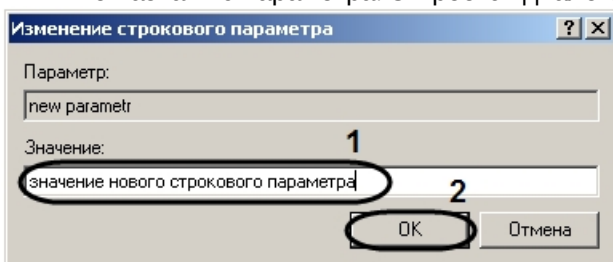 Изменение строкового параметра
Параметр:
new parametr
Значение:
1
значение нового строкового параметра
2
OK
Отмена